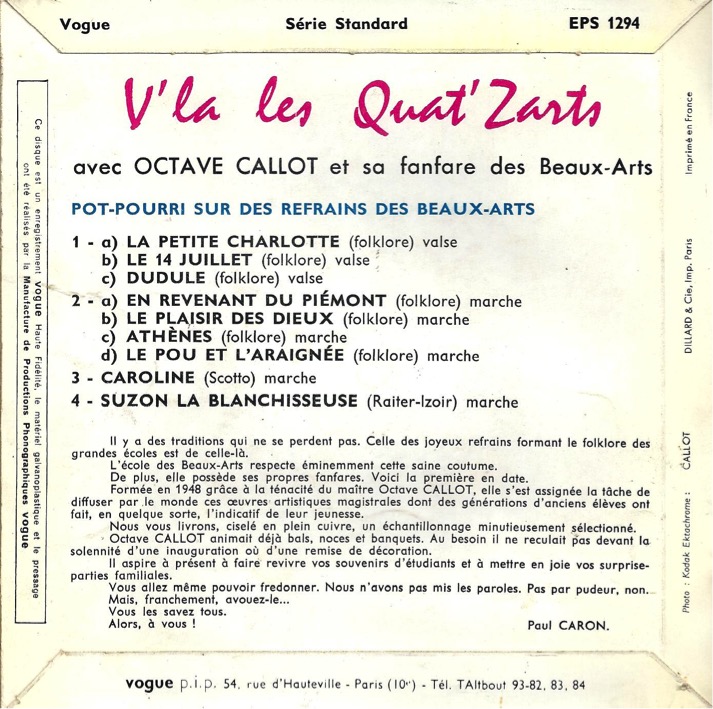 Vogue Série Standard EPS 1294
V'la les Quat'Zarts
avec OCTAVE CALLOT et sa fanfare des Beaux-Arts
POT-POURRI SUR DES REFRAINS DES BEAUX-ARTS
1 - a) LA PETITE CHARLOTTE (folklore) valse
b) LE 14 JUILLET (folklore) valse
c) DUDULE (folklore) valse
2 - a) EN REVENANT DU PIÉMONT (folklore) marche
b) LE PLAISIR DES DIEUX (folklore) marche
c) ATHÈNES (folklore) marche
d) LE POU ET L'ARAIGNÉE (folklore) marche
3 - CAROLINE (Scotto) marche
4 - SUZON LA BLANCHISSEUSE (Raiter-Izoir) marche
Il y a des traditions qui ne se perdent pas. Celle des joyeux refrains formant le folklore des
grandes écoles est de celle-là.
L'école des Beaux-Arts respecte éminemment cette saine coutume.
De plus, elle possède ses propres fanfares. Voici la première en date.
Formée en 1948 grâce à la ténacité du maître Octave CALLOT, elle s'est assignée la tâche de
diffuser par le monde ces œuvres artistiques magistrales dont des générations d'anciens élèves ont
fait, en quelque sorte, l'indicatif de leur jeunesse.
Nous vous livrons, ciselé en plein cuivre, un échantillonnage minutieusement sélectionné.
Octave CALLOT animait déjà bals, noces et banquets. Au besoin il ne reculait pas devant la
solennité d'une inauguration où d'une remise de décoration.
Il aspire à présent à faire revivre vos souvenirs d'étudiants et à mettre en joie vos surprise-
parties familiales.
Vous allez même pouvoir fredonner. Nous n'avons pas mis les paroles. Pas par pudeur, non.
Mais, franchement, avouez-le...
Vous les savez tous.
Alors, à vous !
Paul CARON.
vogue p.i.p. 54, rue d'Hauteville - Paris (10e) - Tél. TAItbout 93-82, 83, 84
Ce disque est un enregistrement vogue Haute Fidélité, le matériel galvanoplastique et le pressage
ont été réalisés par la Manufacture de Productions Phonographiques vogue
Photo : Kodak Ektachrome : CALLOT DILLARD & Cie, Imp. Paris Imprimé en France